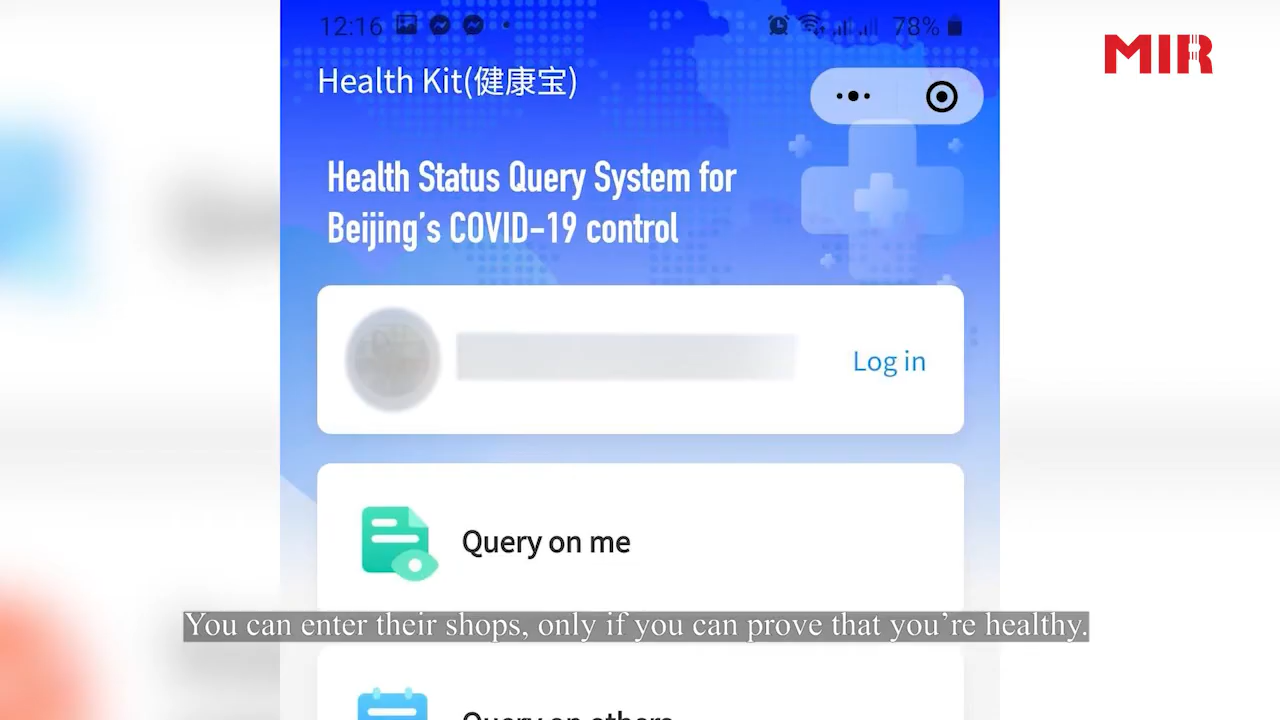 12:16 78%
MIR
Health Kit(健康宝)
Health Status Query System for
Beijing's COVID-19 control
Log in
Query on me
You can enter their shops, only if you can prove that you're healthy.
Query on others